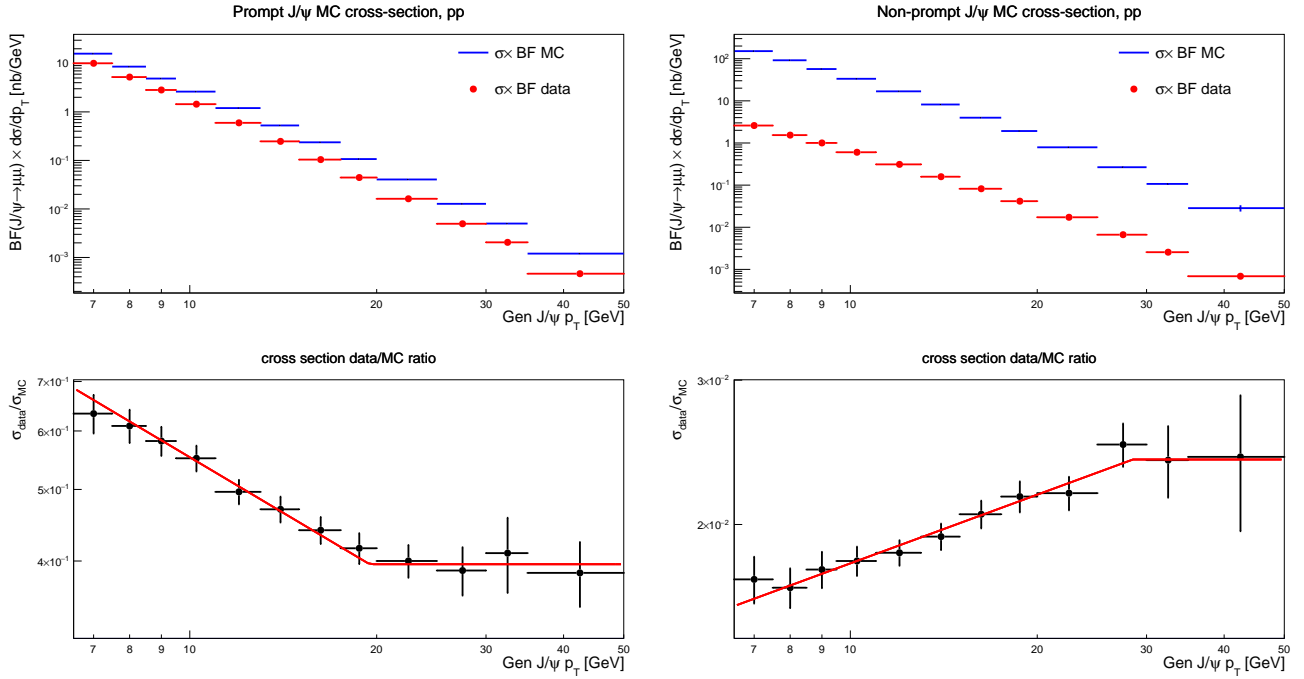 Prompt J/ψ MC cross-section, pp
BF(J/ψ→μμ) × dσ/dp_T [nb/GeV]
σ× BF MC
σ× BF data
10
1
10⁻¹
10⁻²
10⁻³
7 8 9 10 20 30 40 50
Gen J/ψ p_T [GeV]
Non-prompt J/ψ MC cross-section, pp
BF(J/ψ→μμ) × dσ/dp_T [nb/GeV]
σ× BF MC
σ× BF data
10²
10
1
10⁻¹
10⁻²
10⁻³
7 8 9 10 20 30 40 50
Gen J/ψ p_T [GeV]
cross section data/MC ratio
σ_data/σ_MC
7×10⁻¹
6×10⁻¹
5×10⁻¹
4×10⁻¹
7 8 9 10 20 30 40 50
Gen J/ψ p_T [GeV]
cross section data/MC ratio
σ_data/σ_MC
3×10⁻²
2×10⁻²
7 8 9 10 20 30 40 50
Gen J/ψ p_T [GeV]